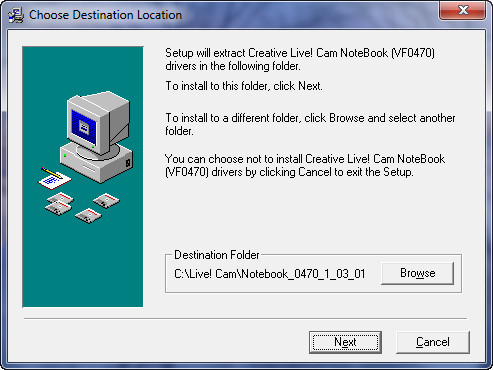 Choose Destination Location
Setup will extract Creative Live! Cam NoteBook (VF0470)
drivers in the following folder.
To install to this folder, click Next.
To install to a different folder, click Browse and select another
folder.
You can choose not to install Creative Live! Cam NoteBook
(VF0470) drivers by clicking Cancel to exit the Setup.
Destination Folder
C:\Live! Cam\Notebook_0470_1_03_01
Browse
Next
Cancel